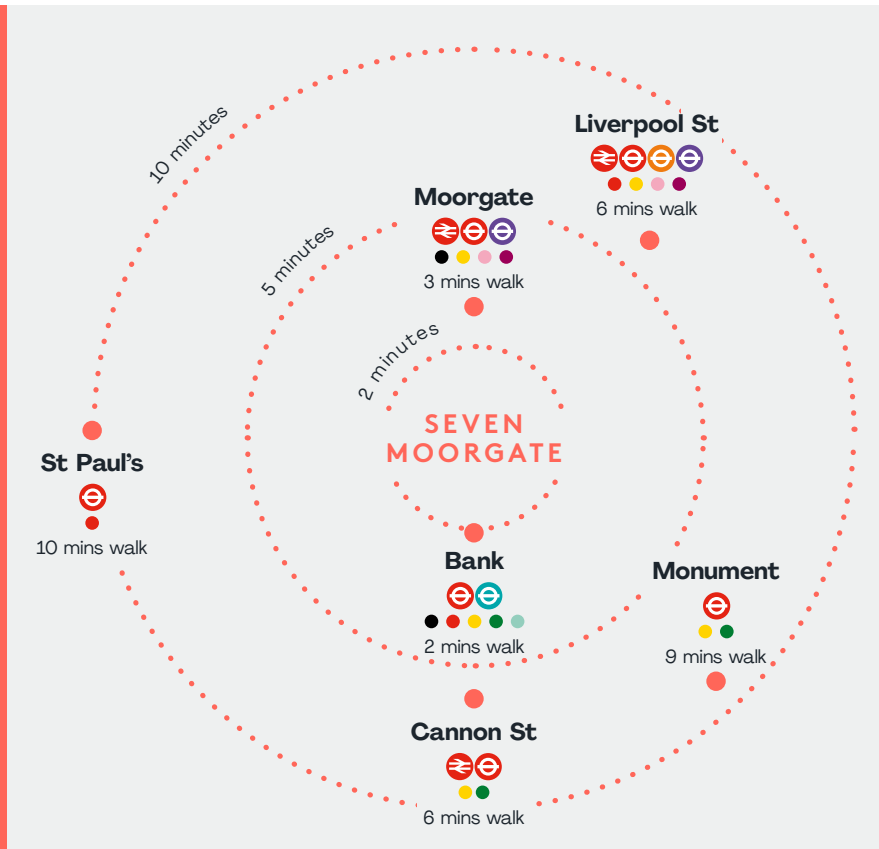 10 minutes
Liverpool St
6 mins walk
Moorgate
3 mins walk
5 minutes
2 minutes
SEVEN
MOORGATE
St Paul's
10 mins walk
Bank
2 mins walk
Monument
9 mins walk
Cannon St
6 mins walk